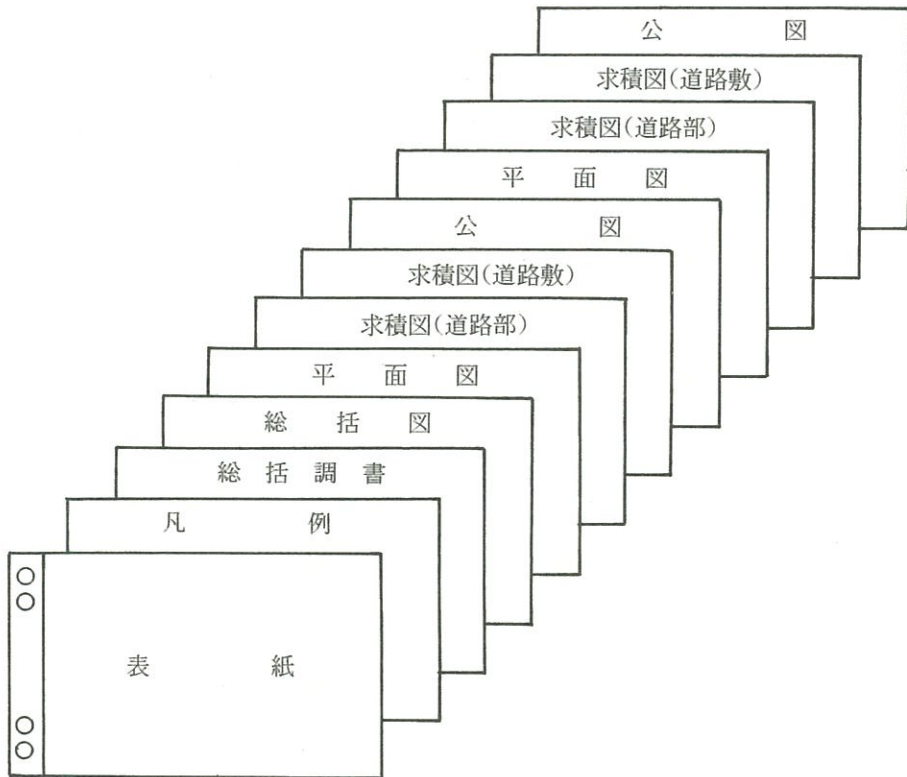 公図
求積図(道路敷)
求積図(道路部)
平面図
公図
求積図(道路敷)
求積図(道路部)
平面図
総括図
総括調書
凡例
表紙